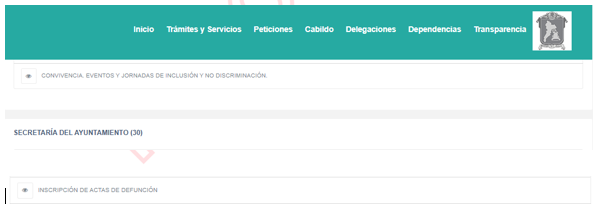 Inicio Trámites y Servicios Peticiones Cabildo Delegaciones Dependencias Transparencia
CONVIVENCIA, EVENTOS Y JORNADAS DE INCLUSIÓN Y NO DISCRIMINACIÓN.
SECRETARÍA DEL AYUNTAMIENTO (30)
INSCRIPCIÓN DE ACTAS DE DEFUNCIÓN